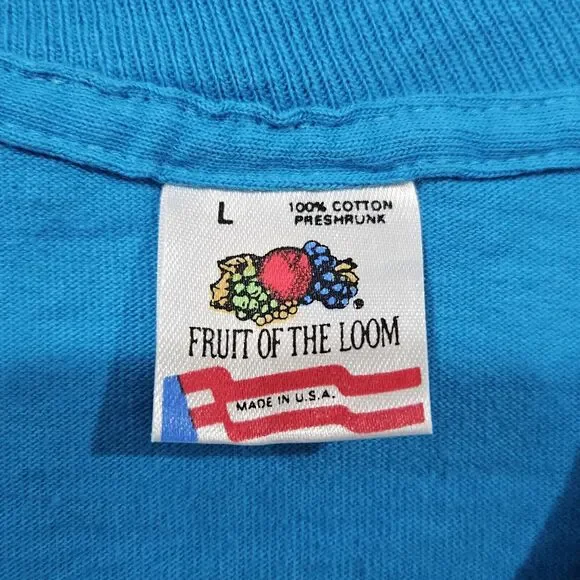 L
100% COTTON
PRESHRUNK
®
FRUIT OF THE LOOM
MADE IN U.S.A.